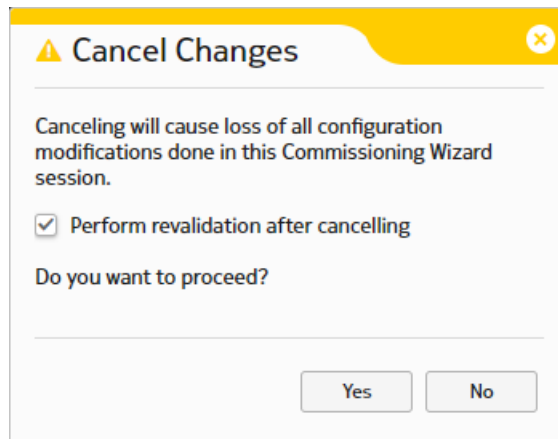 Cancel Changes
Canceling will cause loss of all configuration
modifications done in this Commissioning Wizard
session.
Perform revalidation after cancelling
Do you want to proceed?
Yes No